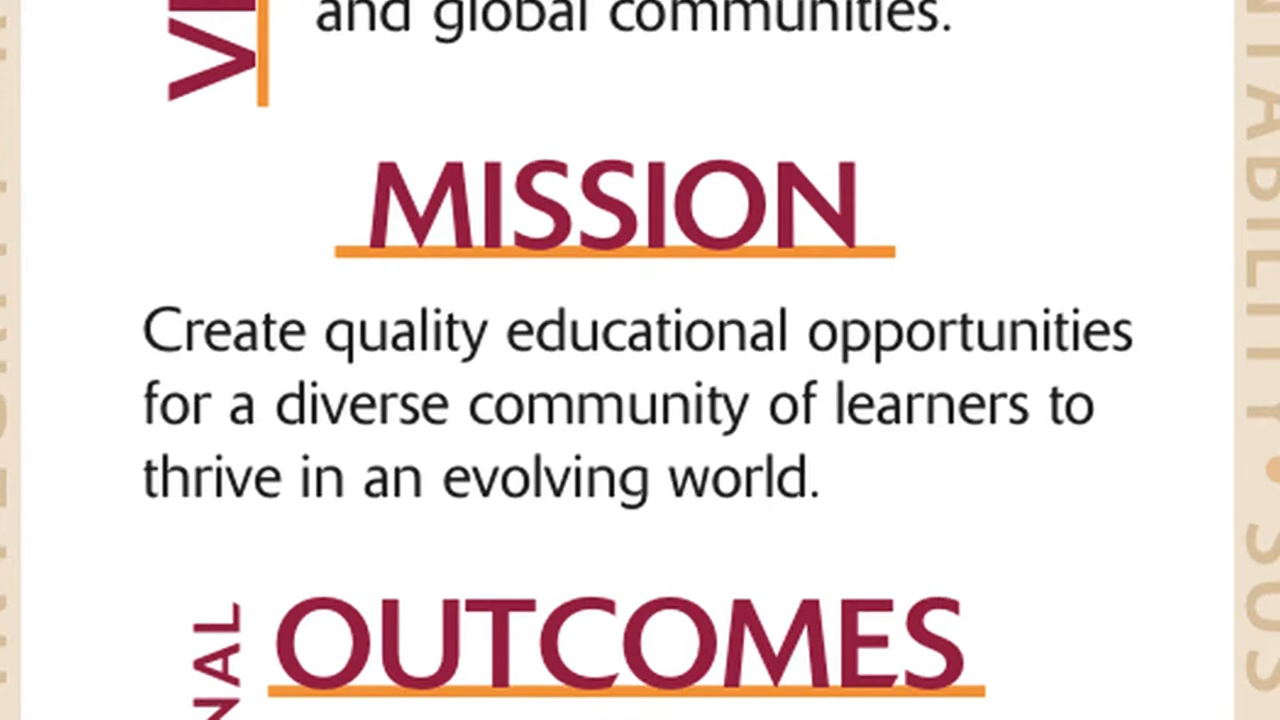 and global communities.
MISSION
Create quality educational opportunities
for a diverse community of learners to
thrive in an evolving world.
OUTCOMES